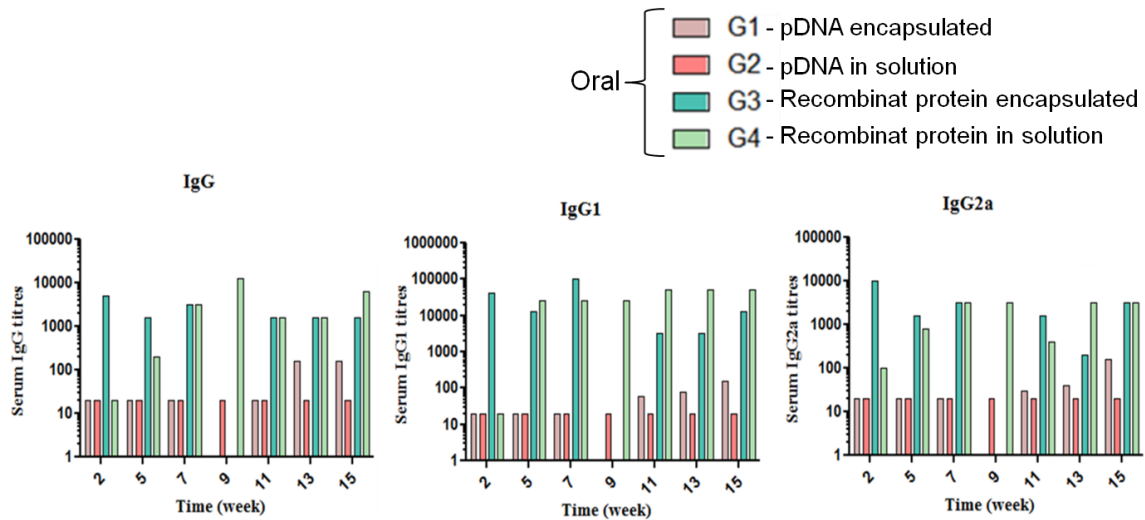 Oral
G1 - pDNA encapsulated
G2 - pDNA in solution
G3 - Recombinat protein encapsulated
G4 - Recombinat protein in solution
IgG
Serum IgG titres
100000
10000
1000
100
10
1
2 5 7 9 11 13 15
Time (week)
IgG1
Serum IgG1 titres
1000000
100000
10000
1000
100
10
1
2 5 7 9 11 13 15
Time (week)
IgG2a
Serum IgG2a titres
100000
10000
1000
100
10
1
2 5 7 9 11 13 15
Time (week)